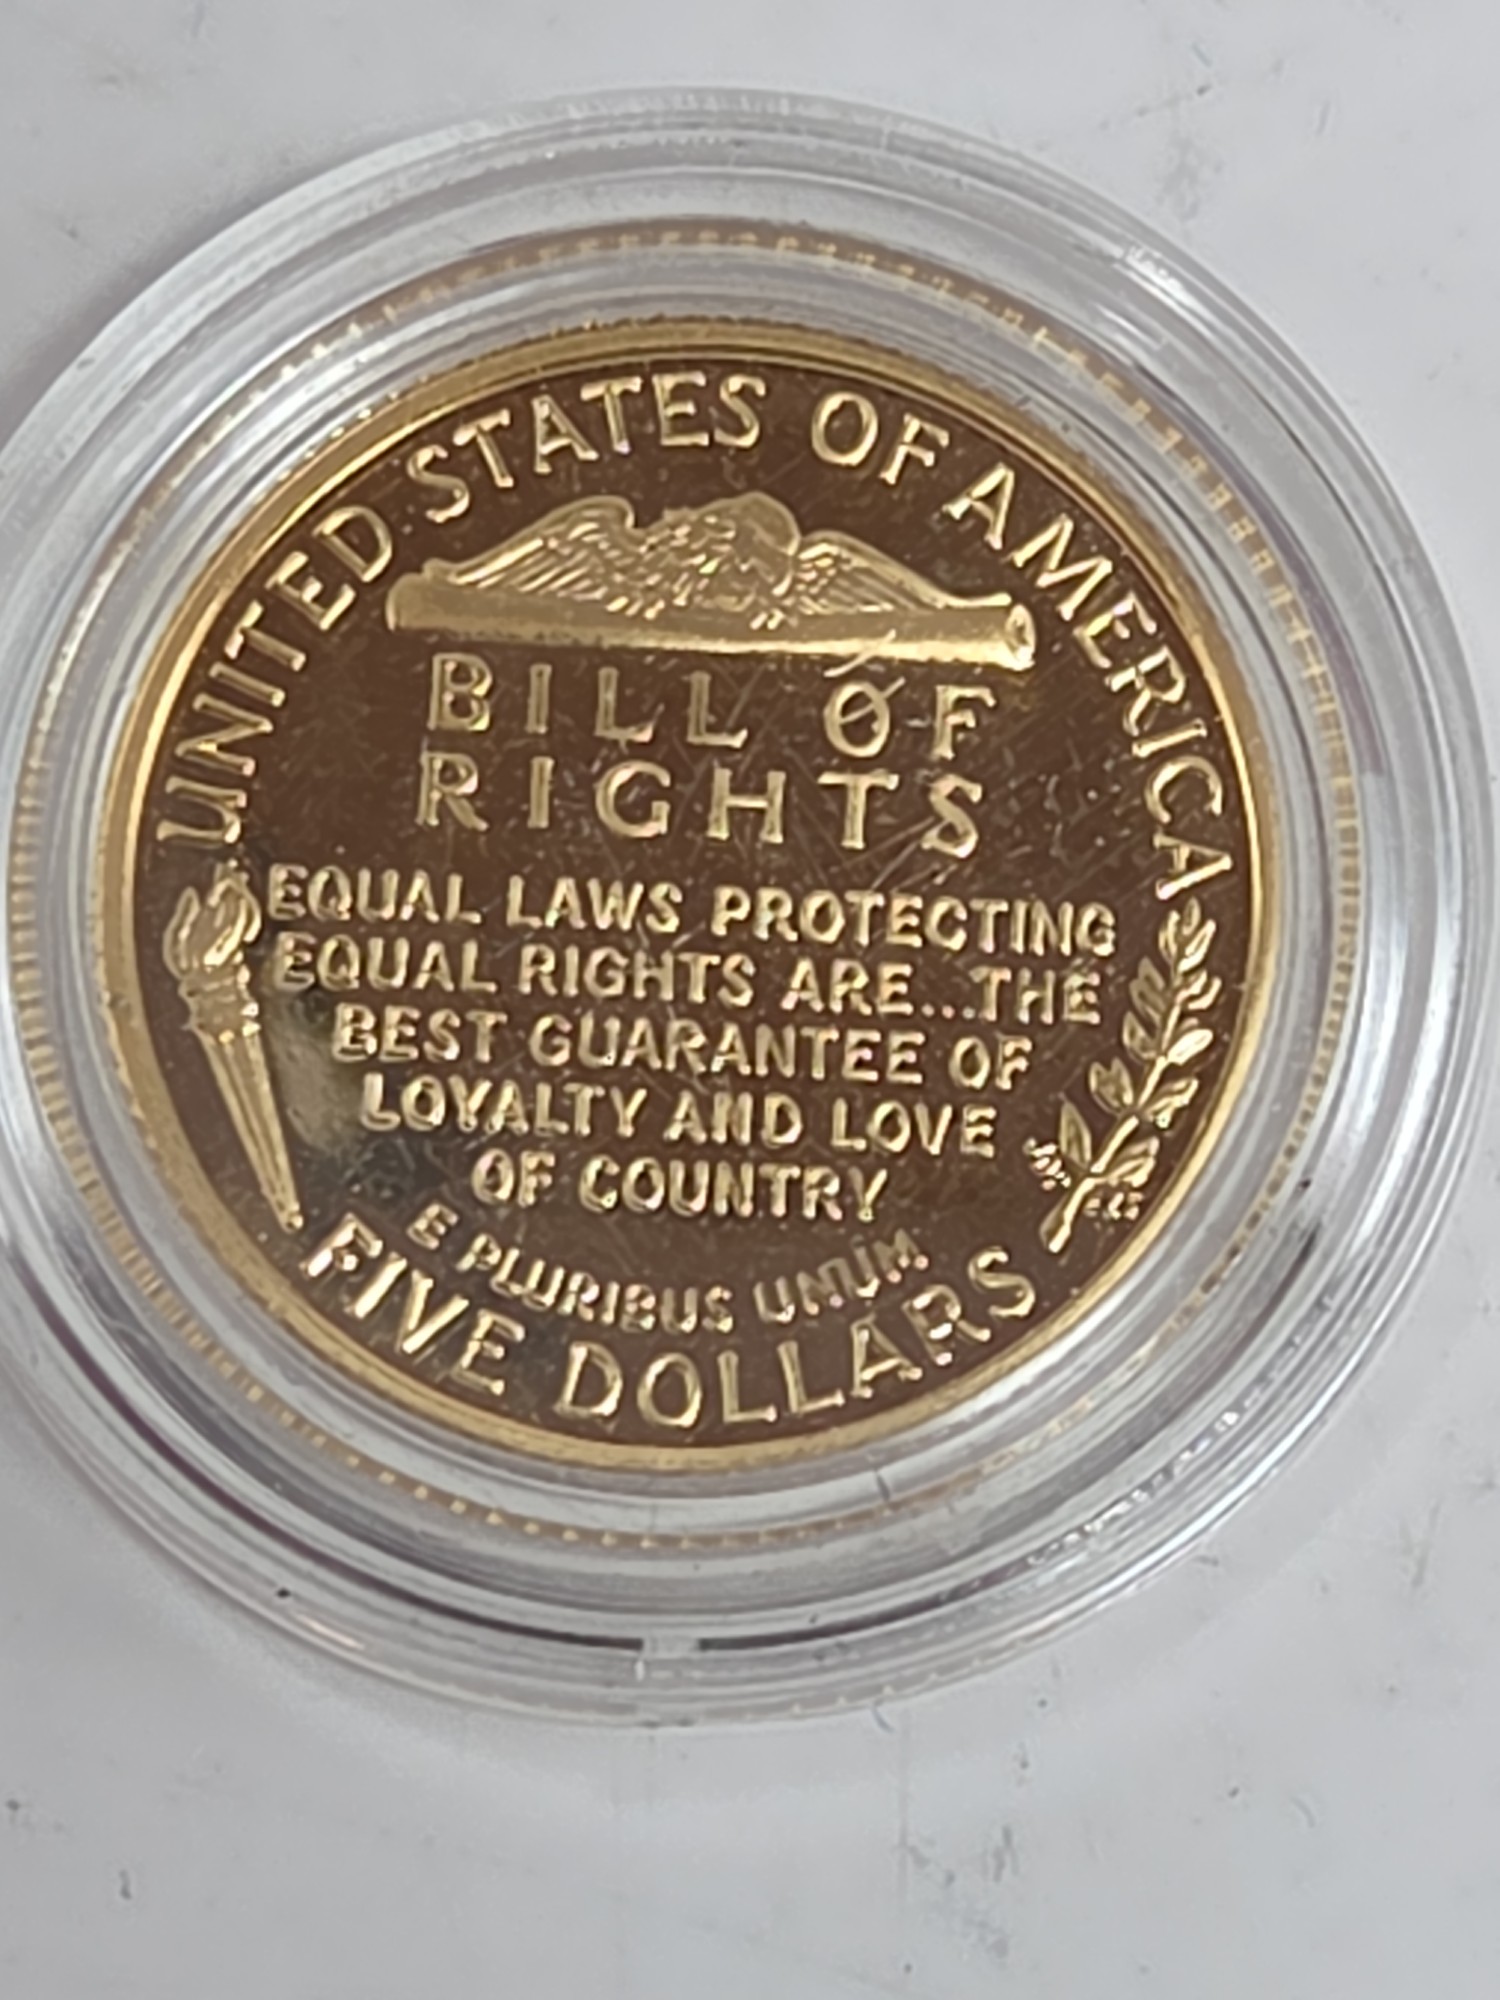 UNITED STATES OF AMERICA
BILL OF
RIGHTS
EQUAL LAWS PROTECTING
EQUAL RIGHTS ARE...THE
BEST GUARANTEE OF
LOYALTY AND LOVE
OF COUNTRY
E PLURIBUS UNUM
FIVE DOLLARS